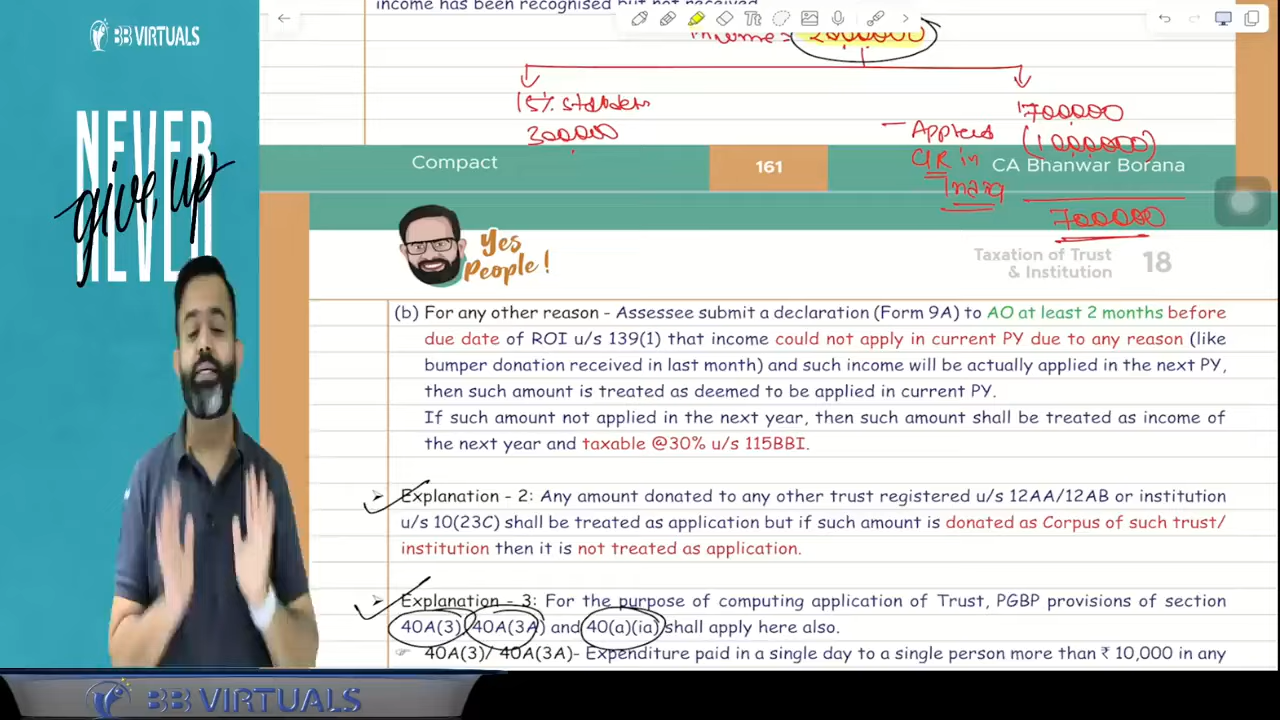 BB VIRTUALS
NEVER
give up
NEVER
income has been recognised but not received
Income = 2000000
15%
300000
1700000
(1000000)
700000
Applied
in
Compact
161
CA Bhanwar Borana
Yes
People!
Taxation of Trust
& Institution
18
(b) For any other reason - Assessee submit a declaration (Form 9A) to AO at least 2 months before
due date of ROI u/s 139(1) that income could not apply in current PY due to any reason (like
bumper donation received in last month) and such income will be actually applied in the next PY,
then such amount is treated as deemed to be applied in current PY.
If such amount not applied in the next year, then such amount shall be treated as income of
the next year and taxable @30% u/s 115BBI.
➤ Explanation - 2: Any amount donated to any other trust registered u/s 12AA/12AB or institution
u/s 10(23C) shall be treated as application but if such amount is donated as Corpus of such trust/
institution then it is not treated as application.
➤ Explanation - 3: For the purpose of computing application of Trust, PGBP provisions of section
40A(3) 40A(3A) and 40(a)(ia) shall apply here also.
☞ 40A(3)/ 40A(3A)- Expenditure paid in a single day to a single person more than ₹ 10,000 in any
BB VIRTUALS